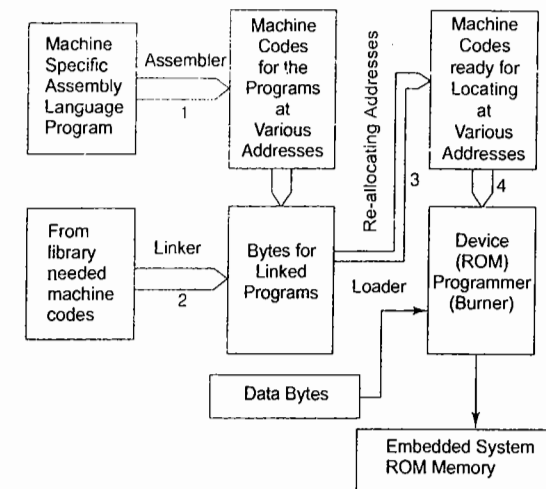 Machine
Specific
Assembly
Language
Program
Assembler
1
Machine
Codes
for the
Programs
at
Various
Addresses
Re-allocating Addresses
3
Machine
Codes
ready for
Locating
at
Various
Addresses
4
From
library
needed
machine
codes
Linker
2
Bytes for
Linked
Programs
Loader
Device
(ROM)
Programmer
(Burner)
Data Bytes
Embedded System
ROM Memory